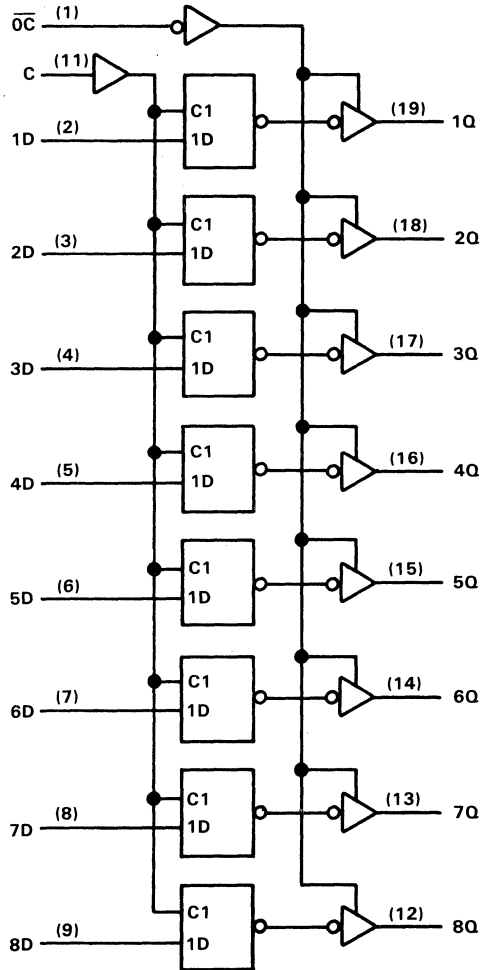 O̅C̅ (1)
C (11)
C1
1D (2) 1D (19) 1Q
C1
2D (3) 1D (18) 2Q
C1
3D (4) 1D (17) 3Q
C1
4D (5) 1D (16) 4Q
C1
5D (6) 1D (15) 5Q
C1
6D (7) 1D (14) 6Q
C1
7D (8) 1D (13) 7Q
C1
8D (9) 1D (12) 8Q